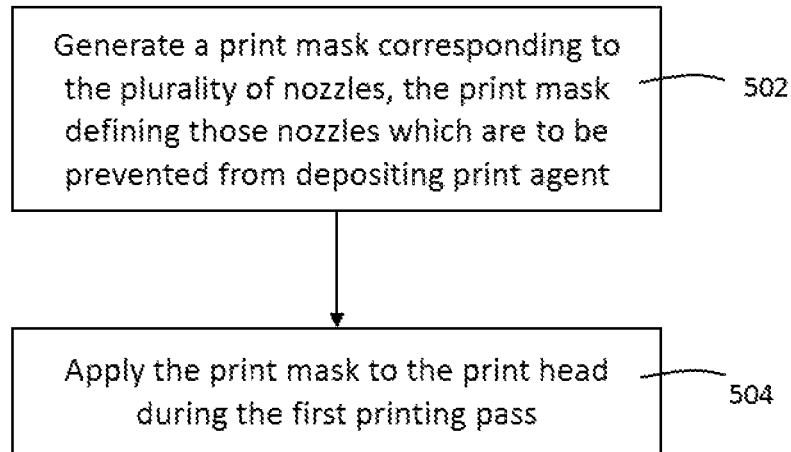 Generate a print mask corresponding to
the plurality of nozzles, the print mask
defining those nozzles which are to be
prevented from depositing print agent
502
Apply the print mask to the print head
during the first printing pass
504